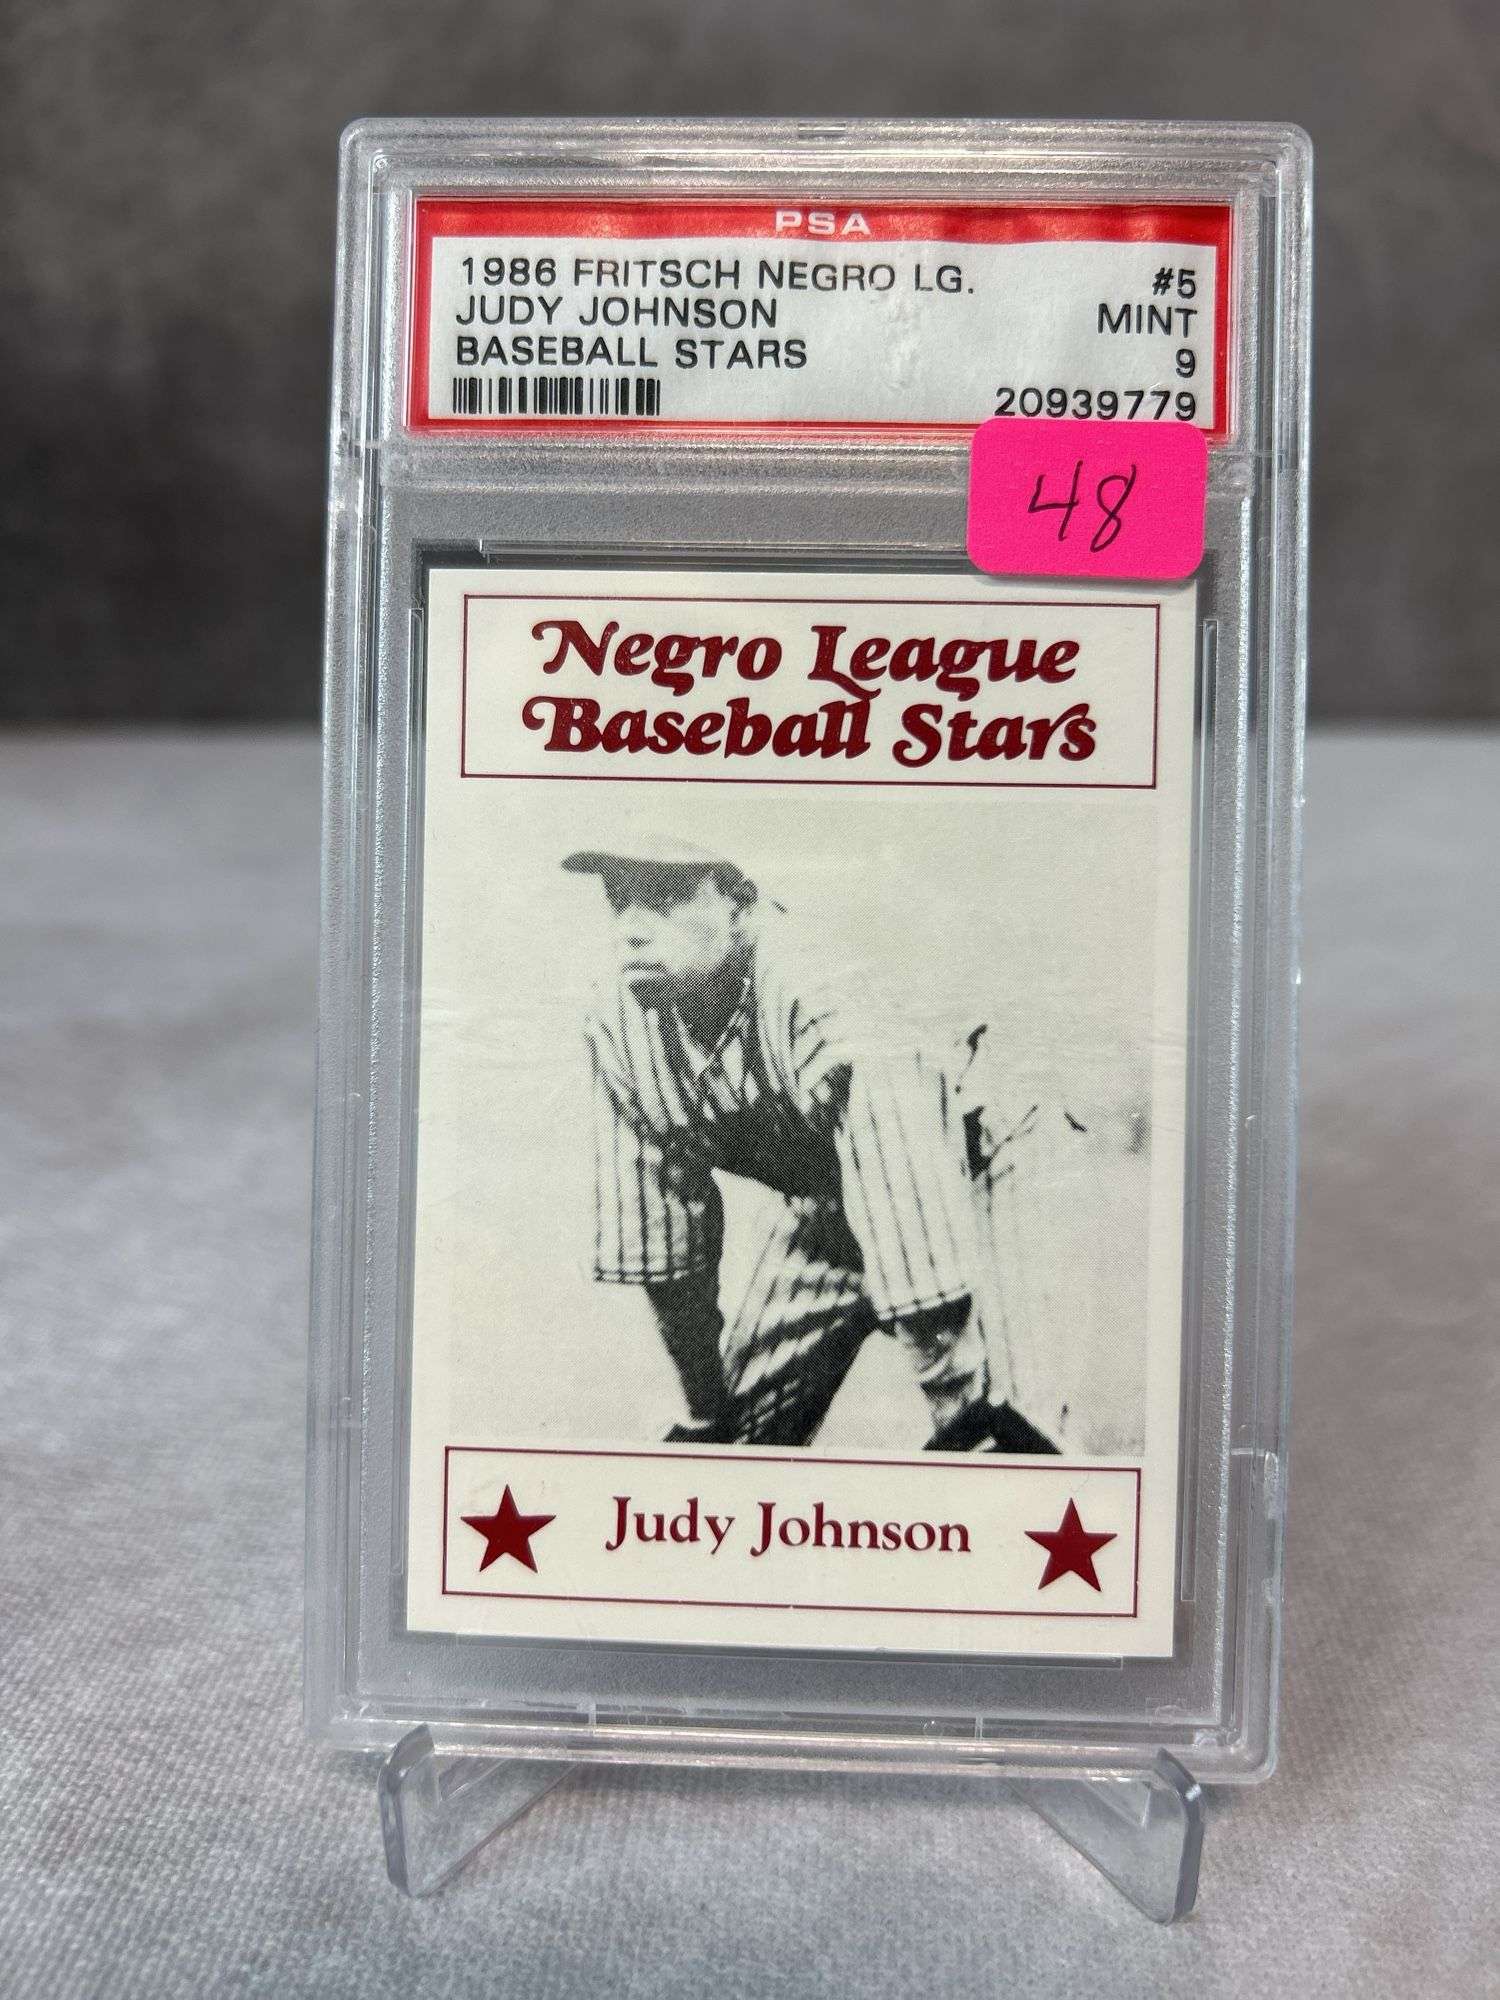 PSA
1986 FRITSCH NEGRO LG. #5
JUDY JOHNSON MINT
BASEBALL STARS 9
20939779
48
Negro League
Baseball Stars
Judy Johnson